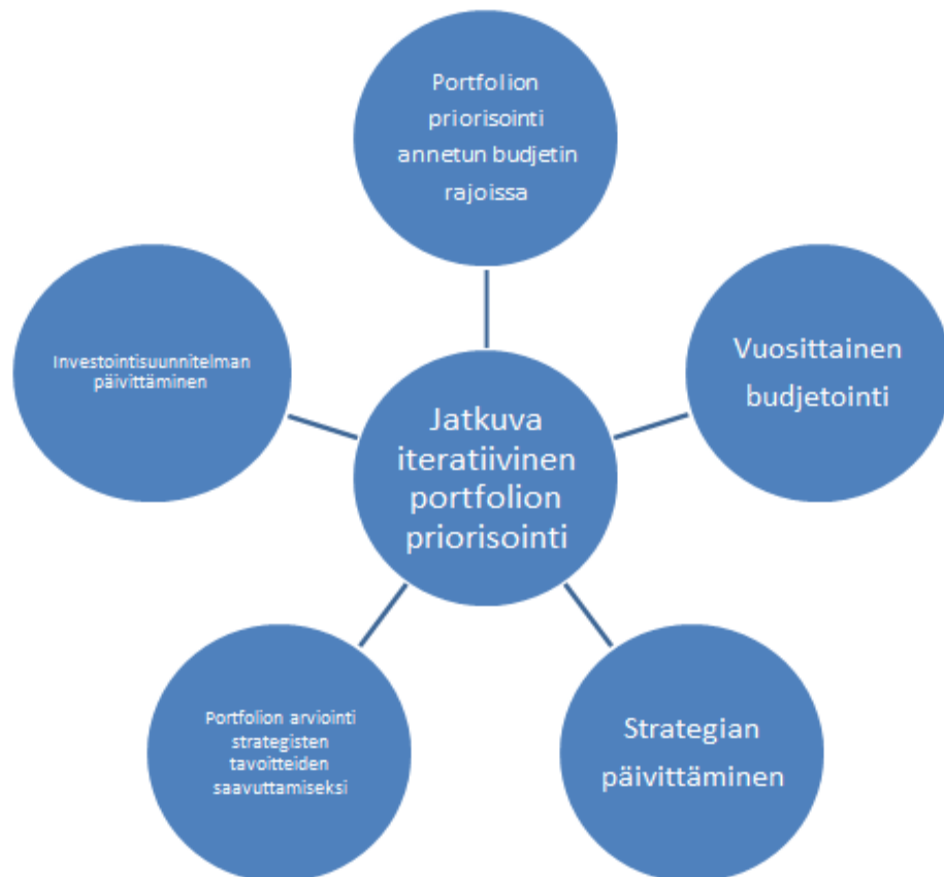 Portfolion
priorisointi
annetun budjetin
rajoissa
Vuosittainen
budjetointi
Investointisuunnitelman
päivittäminen
Jatkuva
iteratiivinen
portfolion
priorisointi
Portfolion arviointi
strategisten
tavoitteiden
saavuttamiseksi
Strategian
päivittäminen